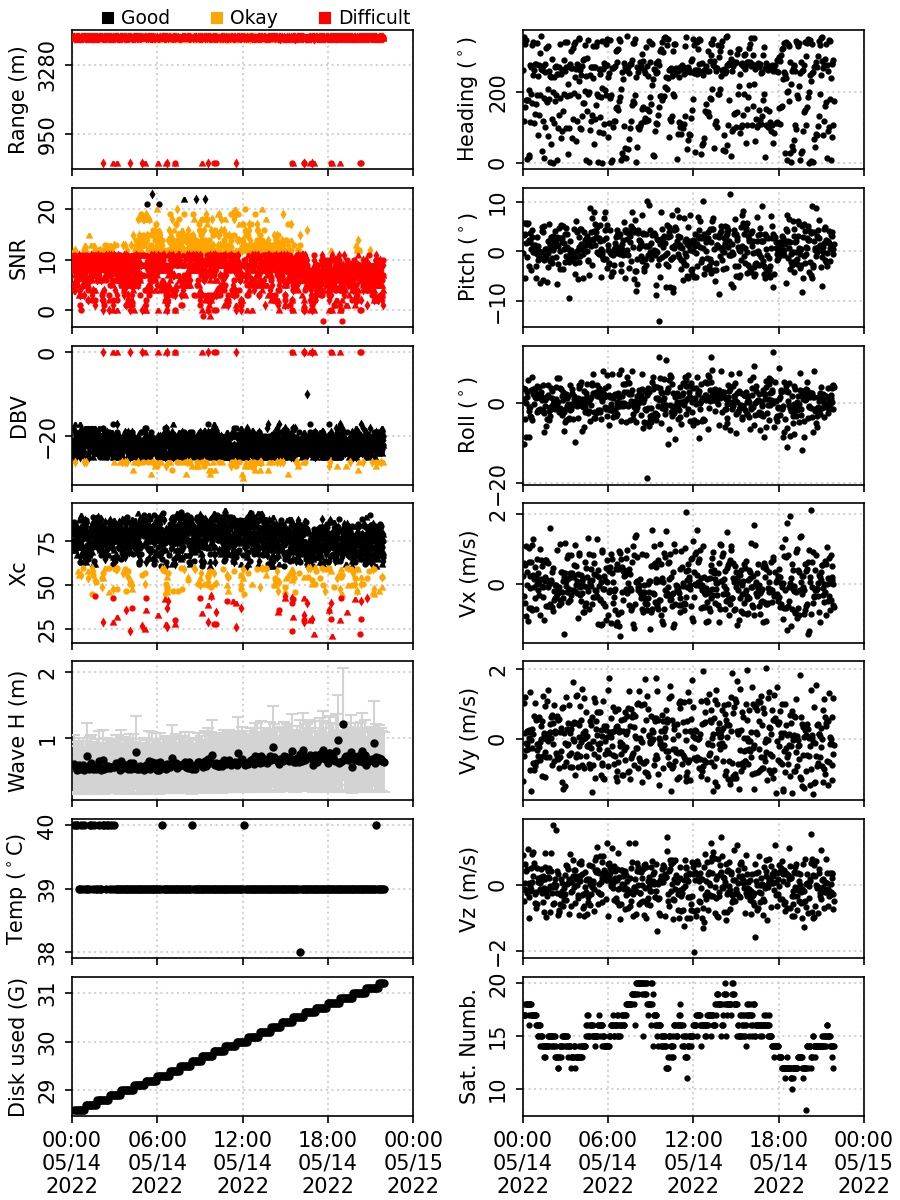 Good Okay Difficult
Range (m)
3280
950
Heading (°)
200
0
SNR
20
10
0
Pitch (°)
10
0
−10
DBV
0
−20
Roll (°)
0
−20
Xc
75
50
25
Vx (m/s)
2
0
Wave H (m)
2
1
Vy (m/s)
2
0
Temp (°C)
40
39
38
Vz (m/s)
0
−2
Disk used (G)
31
30
29
Sat. Numb.
20
15
10
00:00 06:00 12:00 18:00 00:00
05/14 05/14 05/14 05/14 05/15
2022 2022 2022 2022 2022
00:00 06:00 12:00 18:00 00:00
05/14 05/14 05/14 05/14 05/15
2022 2022 2022 2022 2022